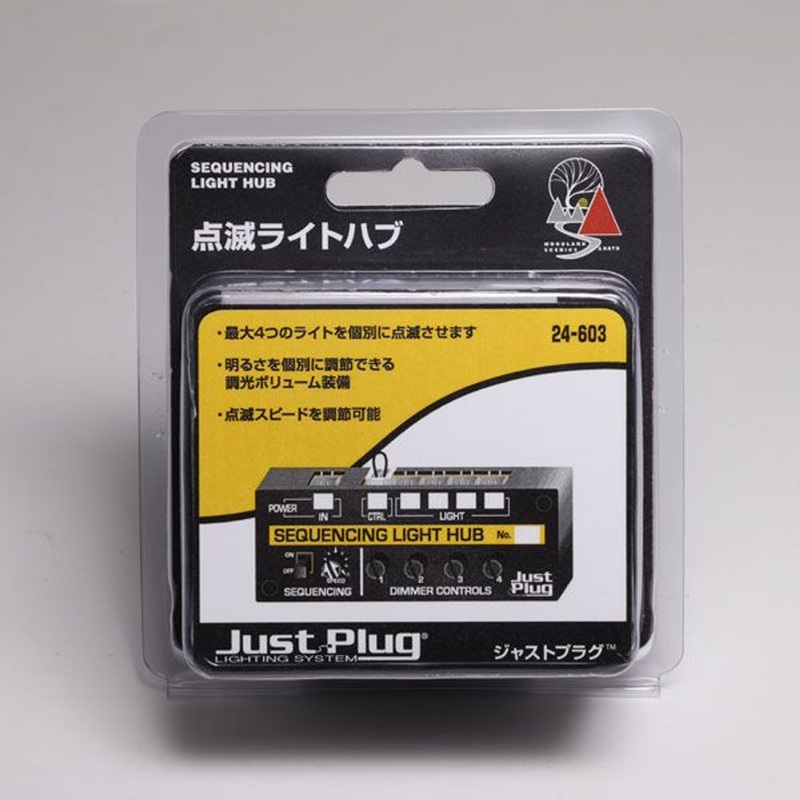 SEQUENCING
LIGHT HUB
点滅ライトハブ
WOODLAND
SCENICS KATO
・最大4つのライトを個別に点滅させます
24-603
・明るさを個別に調節できる
調光ボリューム装備
・点滅スピードを調節可能
POWER
IN
CTRL
LIGHT
SEQUENCING LIGHT HUB No.
ON
OFF
SPEED
1 2 3 4
SEQUENCING
DIMMER CONTROLS
Just
Plug
Just Plug®
LIGHTING SYSTEM
ジャストプラグ™